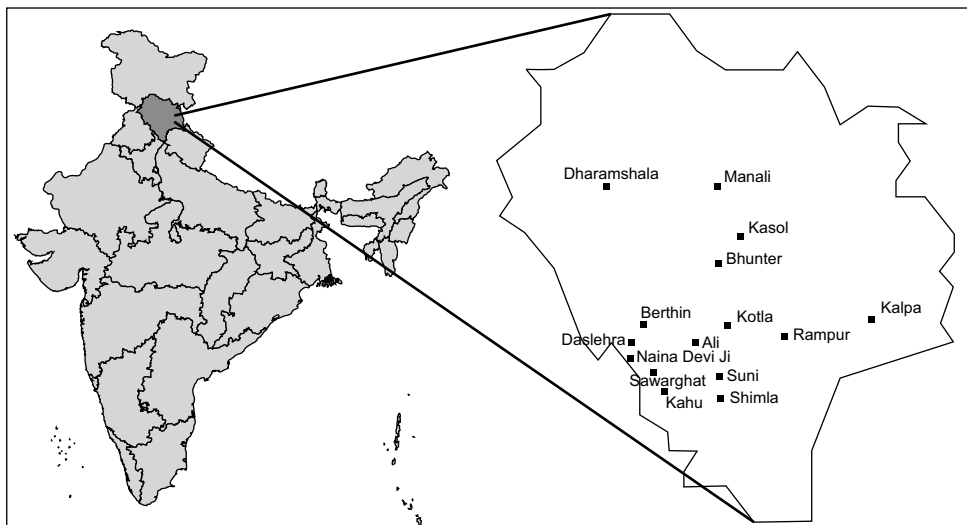 Dharamshala
Manali
Kasol
Bhunter
Berthin
Kotla
Kalpa
Daslehra
Ali
Rampur
Naina Devi Ji
Sawarghat
Suni
Kahu
Shimla